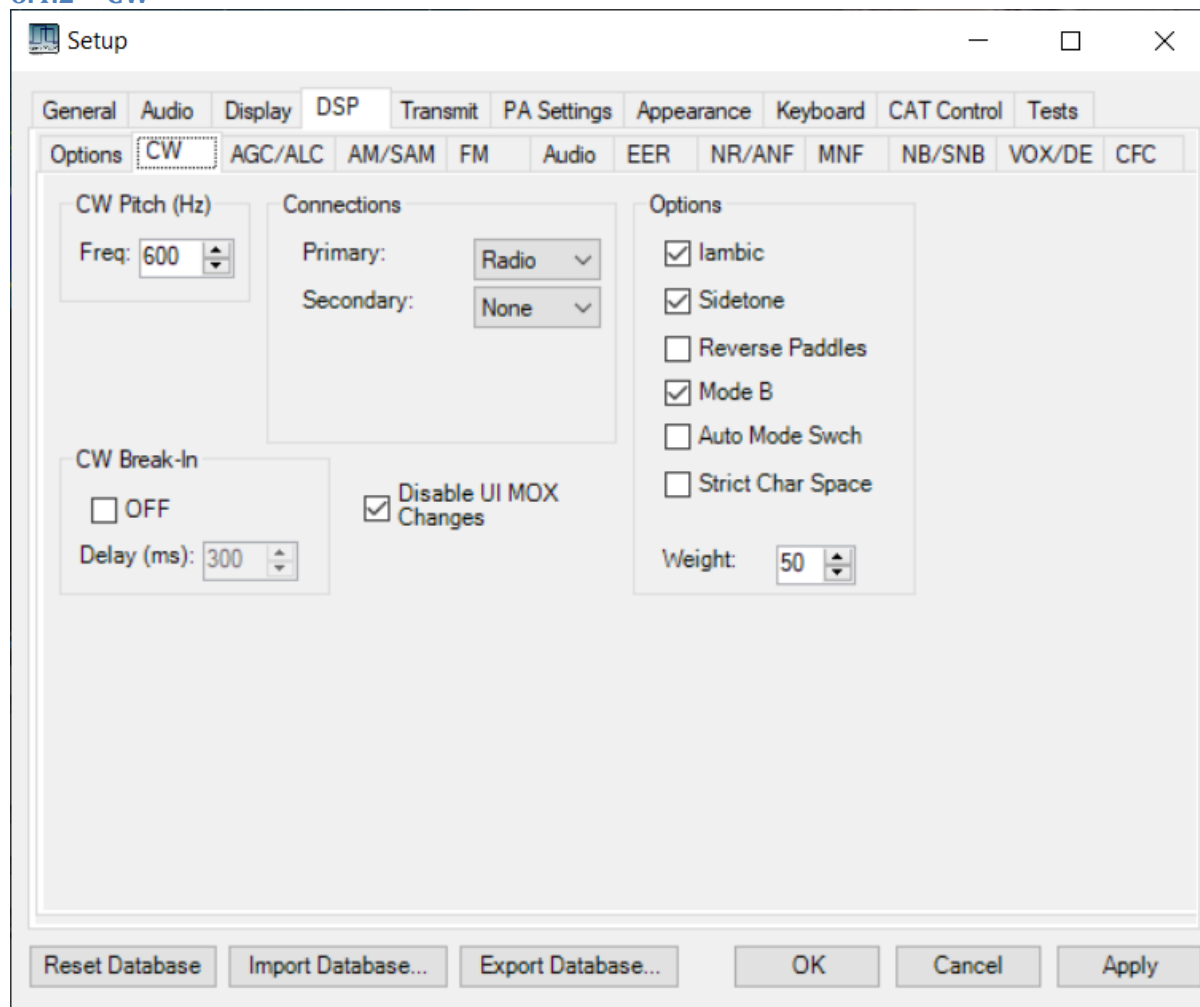 Setup
General Audio Display DSP Transmit PA Settings Appearance Keyboard CAT Control Tests
Options CW AGC/ALC AM/SAM FM Audio EER NR/ANF MNF NB/SNB VOX/DE CFC
CW Pitch (Hz)
Freq: 600
Connections
Primary: Radio
Secondary: None
Options
Iambic
Sidetone
Reverse Paddles
Mode B
Auto Mode Swch
Strict Char Space
Weight: 50
CW Break-In
OFF
Delay (ms): 300
Disable UI MOX
Changes
Reset Database Import Database... Export Database... OK Cancel Apply